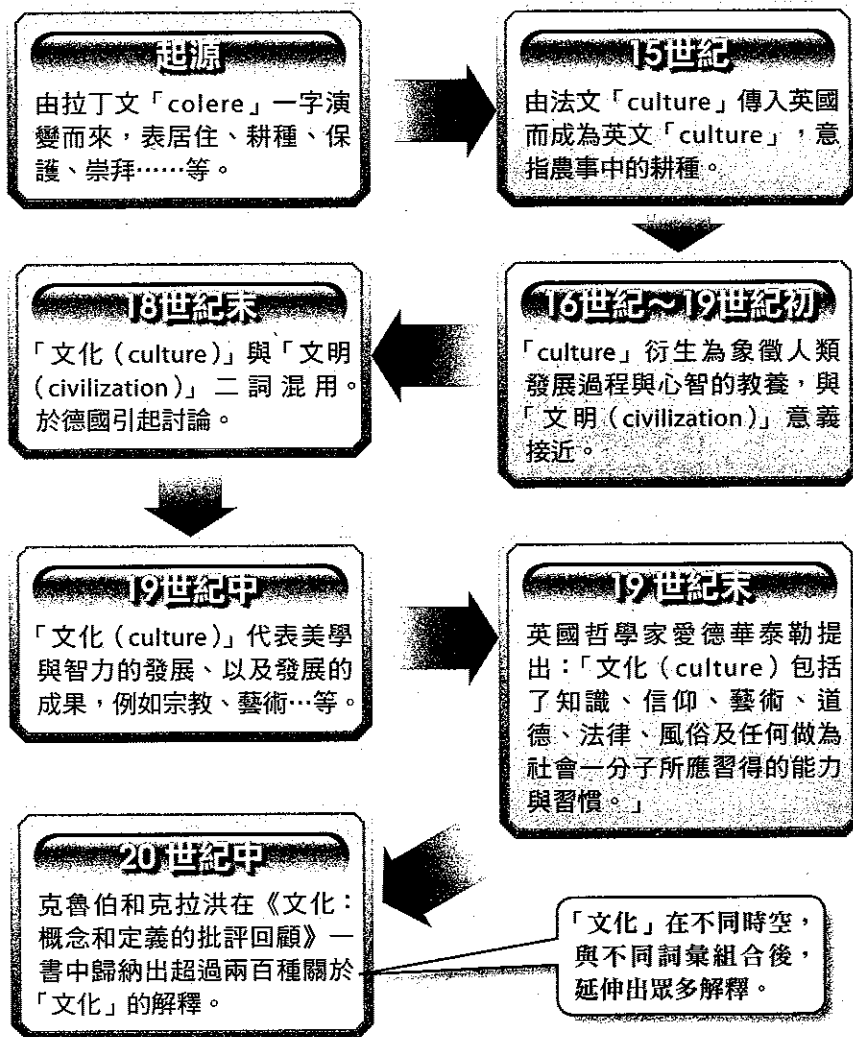 起源
由拉丁文「colere」一字演
變而來，表居住、耕種、保
護、崇拜……等。
15世紀
由法文「culture」傳入英國
而成為英文「culture」，意
指農事中的耕種。
16世紀～19世紀初
「culture」衍生為象徵人類
發展過程與心智的教養，與
「文明（civilization）」意義
接近。
18世紀末
「文化（culture）」與「文明
（civilization）」二詞混用。
於德國引起討論。
19世紀中
「文化（culture）」代表美學
與智力的發展、以及發展的
成果，例如宗教、藝術…等。
19世紀末
英國哲學家愛德華泰勒提
出：「文化（culture）包括
了知識、信仰、藝術、道
德、法律、風俗及任何做為
社會一分子所應習得的能力
與習慣。」
20世紀中
克魯伯和克拉洪在《文化：
概念和定義的批評回顧》一
書中歸納出超過兩百種關於
「文化」的解釋。
「文化」在不同時空，
與不同詞彙組合後，
延伸出眾多解釋。